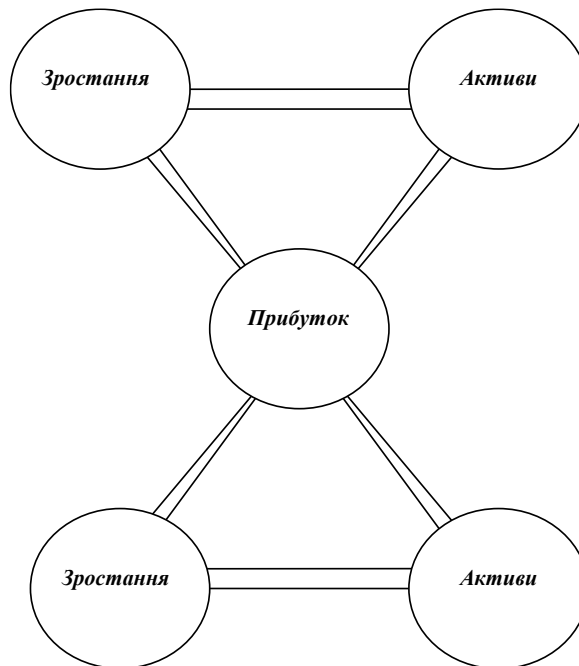 Зростання
Активи
Прибуток
Зростання
Активи